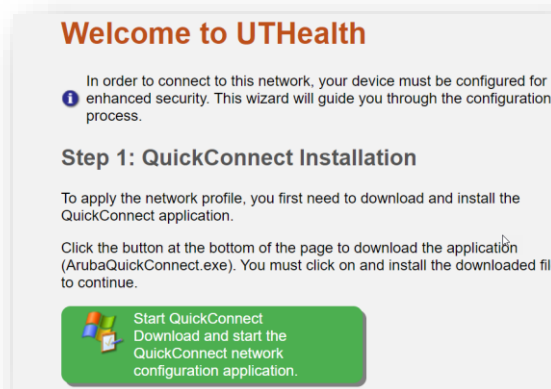 Welcome to UTHealth
In order to connect to this network, your device must be configured for
enhanced security. This wizard will guide you through the configuration
process.
Step 1: QuickConnect Installation
To apply the network profile, you first need to download and install the
QuickConnect application.
Click the button at the bottom of the page to download the application
(ArubaQuickConnect.exe). You must click on and install the downloaded fil
to continue.
Start QuickConnect
Download and start the
QuickConnect network
configuration application.